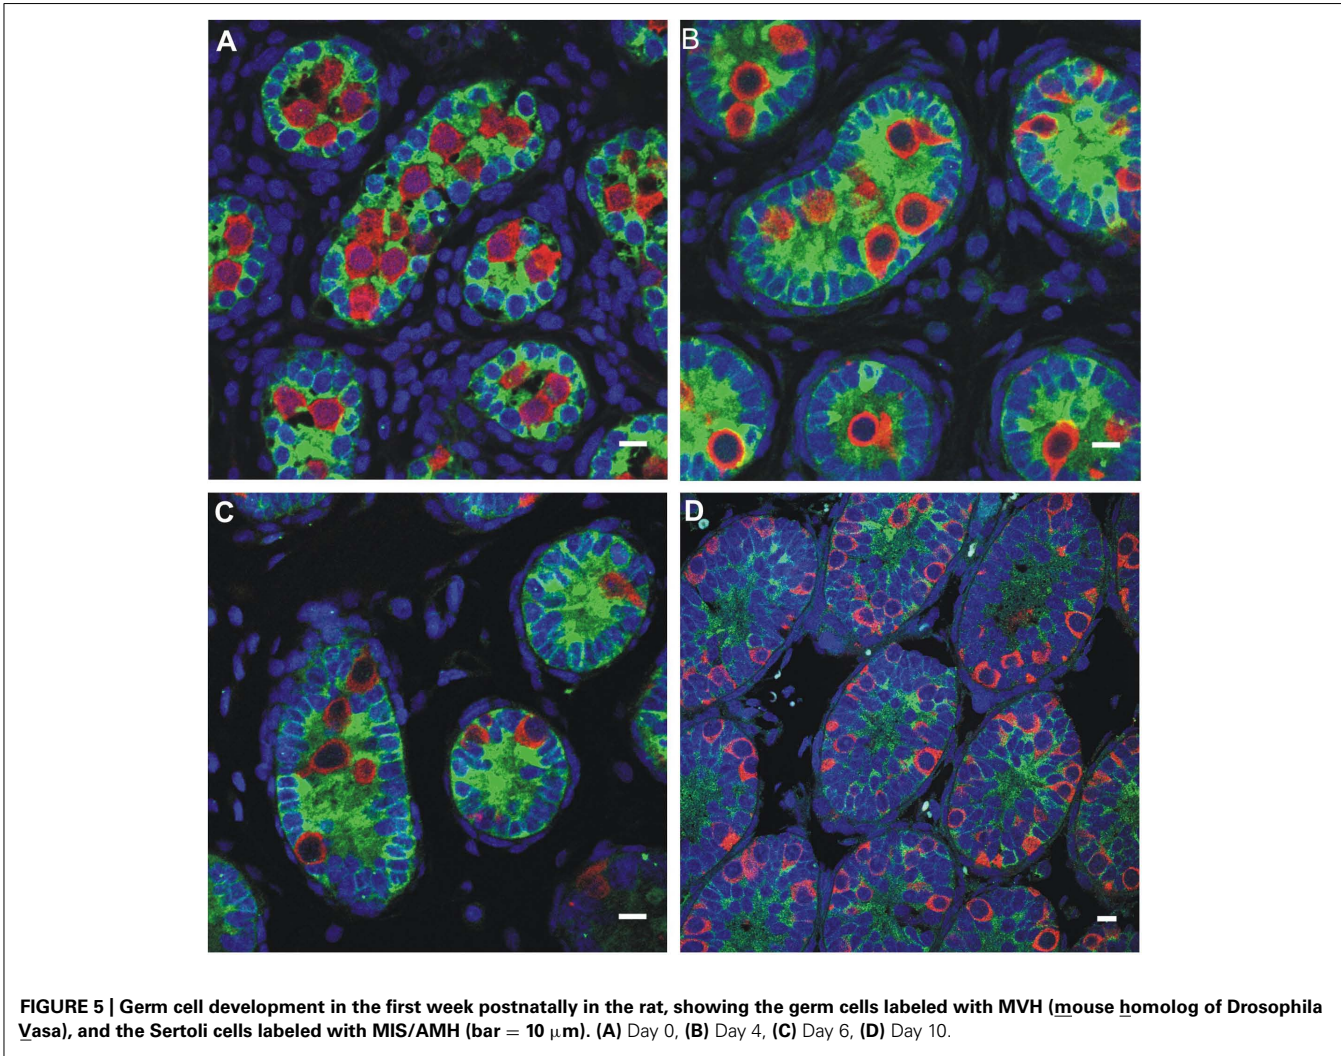 A
B
C
D
FIGURE 5 | Germ cell development in the first week postnatally in the rat, showing the germ cells labeled with MVH (mouse homolog of Drosophila
Vasa), and the Sertoli cells labeled with MIS/AMH (bar = 10 μm). (A) Day 0, (B) Day 4, (C) Day 6, (D) Day 10.